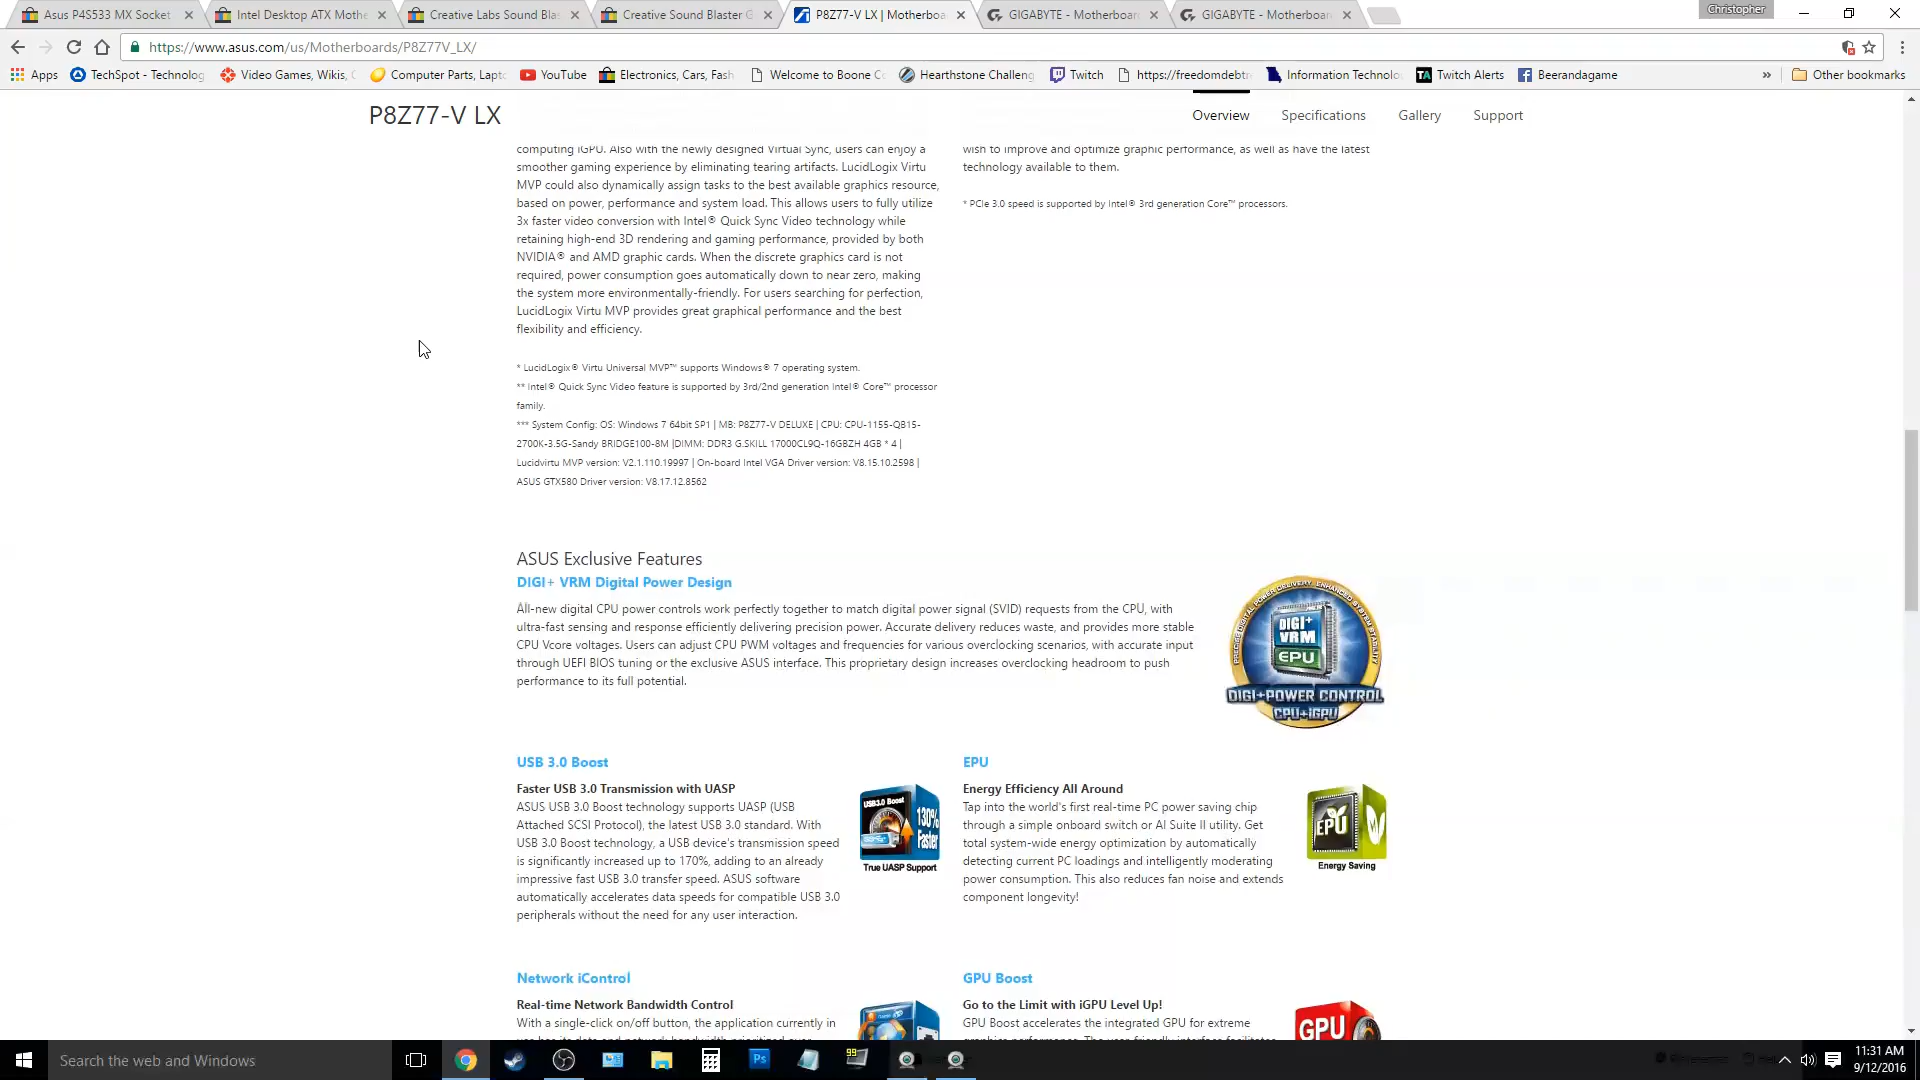 Asus P4S533 MX Socket
Intel Desktop ATX Mothe
Creative Labs Sound Blas
Creative Sound Blaster G
P8Z77-V LX | Motherboa
GIGABYTE - Motherboar
GIGABYTE - Motherboar
Christopher
https://www.asus.com/us/Motherboards/P8Z77V_LX/
Apps
TechSpot - Technolog
Video Games, Wikis, C
Computer Parts, Lapt
YouTube
Electronics, Cars, Fash
Welcome to Boone Co
Hearthstone Challeng
Twitch
https://freedomdebtr
Information Technolo
Twitch Alerts
Beerandagame
»
Other bookmarks
P8Z77-V LX
Overview
Specifications
Gallery
Support
computing iGPU. Also with the newly designed Virtual Sync, users can enjoy a
smoother gaming experience by eliminating tearing artifacts. LucidLogix Virtu
MVP could also dynamically assign tasks to the best available graphics resource,
based on power, performance and system load. This allows users to fully utilize
3x faster video conversion with Intel® Quick Sync Video technology while
retaining high-end 3D rendering and gaming performance, provided by both
NVIDIA® and AMD graphic cards. When the discrete graphics card is not
required, power consumption goes automatically down to near zero, making
the system more environmentally-friendly. For users searching for perfection,
LucidLogix Virtu MVP provides great graphical performance and the best
flexibility and efficiency.
wish to improve and optimize graphic performance, as well as have the latest
technology available to them.
* PCIe 3.0 speed is supported by Intel® 3rd generation Core™ processors.
* LucidLogix® Virtu Universal MVP™ supports Windows® 7 operating system.
** Intel® Quick Sync Video feature is supported by 3rd/2nd generation Intel® Core™ processor
family.
*** System Config: OS: Windows 7 64bit SP1 | MB: P8Z77-V DELUXE | CPU: CPU-1155-QB15-
2700K-3.5G-Sandy BRIDGE100-8M |DIMM: DDR3 G.SKILL 17000CL9Q-16GBZH 4GB * 4 |
Lucidvirtu MVP version: V2.1.110.19997 | On-board Intel VGA Driver version: V8.15.10.2598 |
ASUS GTX580 Driver version: V8.17.12.8562
ASUS Exclusive Features
DIGI+ VRM Digital Power Design
All-new digital CPU power controls work perfectly together to match digital power signal (SVID) requests from the CPU, with
ultra-fast sensing and response efficiently delivering precision power. Accurate delivery reduces waste, and provides more stable
CPU Vcore voltages. Users can adjust CPU PWM voltages and frequencies for various overclocking scenarios, with accurate input
through UEFI BIOS tuning or the exclusive ASUS interface. This proprietary design increases overclocking headroom to push
performance to its full potential.
PRECISE DIGITAL POWER DELIVERY, ENHANCED SYSTEM STABILITY
DIGI+
VRM
EPU
DIGI+POWER CONTROL
CPU+iGPU
USB 3.0 Boost
Faster USB 3.0 Transmission with UASP
ASUS USB 3.0 Boost technology supports UASP (USB
Attached SCSI Protocol), the latest USB 3.0 standard. With
USB 3.0 Boost technology, a USB device's transmission speed
is significantly increased up to 170%, adding to an already
impressive fast USB 3.0 transfer speed. ASUS software
automatically accelerates data speeds for compatible USB 3.0
peripherals without the need for any user interaction.
USB3.0 Boost
130%
Faster
True UASP Support
EPU
Energy Efficiency All Around
Tap into the world's first real-time PC power saving chip
through a simple onboard switch or AI Suite II utility. Get
total system-wide energy optimization by automatically
detecting current PC loadings and intelligently moderating
power consumption. This also reduces fan noise and extends
component longevity!
EPU
Energy Saving
Network iControl
Real-time Network Bandwidth Control
With a single-click on/off button, the application currently in
GPU Boost
Go to the Limit with iGPU Level Up!
GPU Boost accelerates the integrated GPU for extreme
GPU
Search the web and Windows
Ps
99
11:31 AM
9/12/2016